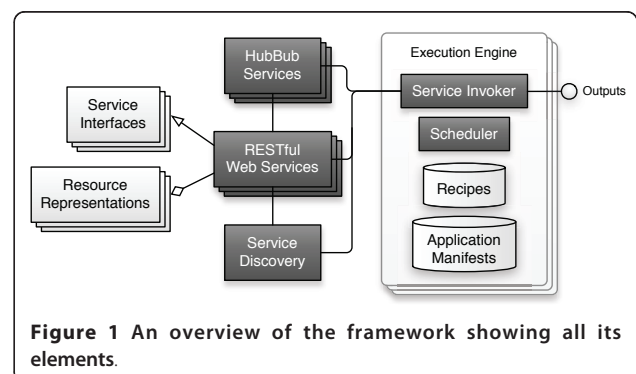 HubBub
Services
Service
Interfaces
RESTful
Web Services
Resource
Representations
Service
Discovery
Execution Engine
Service Invoker
Outputs
Scheduler
Recipes
Application
Manifests
Figure 1 An overview of the framework showing all its
elements.